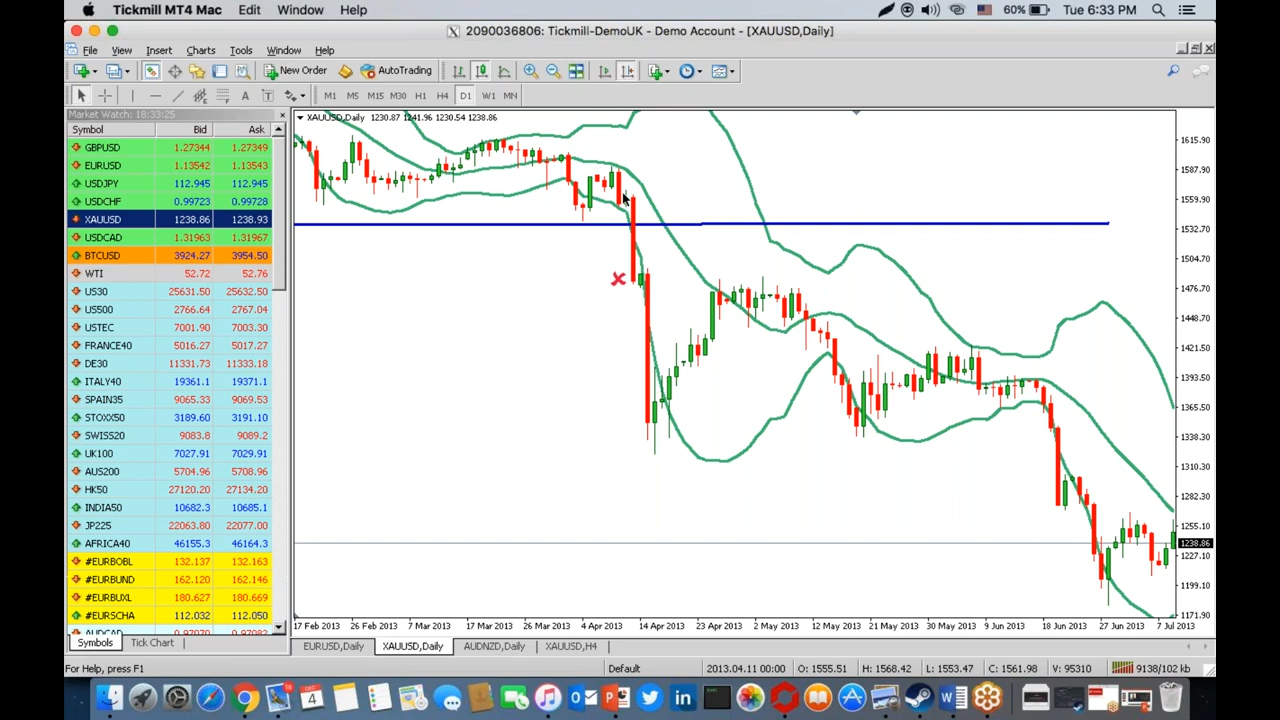 Tickmill MT4 Mac Edit Window Help 60% Tue 6:33 PM
2090036806: Tickmill-DemoUK - Demo Account - [XAUUSD,Daily]
File View Insert Charts Tools Window Help
New Order AutoTrading
A T M1 M5 M15 M30 H1 H4 D1 W1 MN
Market Watch: 18:33:25
Symbol Bid Ask
GBPUSD 1.27344 1.27349
EURUSD 1.13542 1.13543
USDJPY 112.945 112.945
USDCHF 0.99723 0.99728
XAUUSD 1238.86 1238.93
USDCAD 1.31963 1.31967
BTCUSD 3924.27 3954.50
WTI 52.72 52.76
US30 25631.50 25632.50
US500 2766.64 2767.04
USTEC 7001.90 7003.30
FRANCE40 5016.27 5017.27
DE30 11331.73 11333.18
ITALY40 19361.1 19371.1
SPAIN35 9065.33 9069.53
STOXX50 3189.60 3191.10
SWISS20 9083.8 9089.2
UK100 7027.91 7029.91
AUS200 5704.96 5708.96
HK50 27120.20 27134.20
INDIA50 10682.3 10685.1
JP225 22063.80 22077.00
AFRICA40 46155.3 46164.3
#EURBOBL 132.137 132.163
#EURBUND 162.120 162.146
#EURBUXL 180.627 180.669
#EURSCHA 112.032 112.050
AUDCAD 0.97070 0.97082
Symbols Tick Chart
XAUUSD,Daily 1230.87 1241.96 1230.54 1238.86
1615.90
1587.90
1559.90
1532.70
1504.70
1476.70
1448.70
1421.50
1393.50
1365.50
1338.30
1310.30
1282.30
1255.10
1238.86
1227.10
1199.10
1171.90
17 Feb 2013 26 Feb 2013 7 Mar 2013 17 Mar 2013 26 Mar 2013 4 Apr 2013 14 Apr 2013 23 Apr 2013 2 May 2013 12 May 2013 21 May 2013 30 May 2013 9 Jun 2013 18 Jun 2013 27 Jun 2013 7 Jul 2013
EURUSD,Daily XAUUSD,Daily AUDNZD,Daily XAUUSD,H4
For Help, press F1 Default 2013.04.11 00:00 O: 1555.51 H: 1568.42 L: 1553.47 C: 1561.98 V: 95310 9138/102 kb